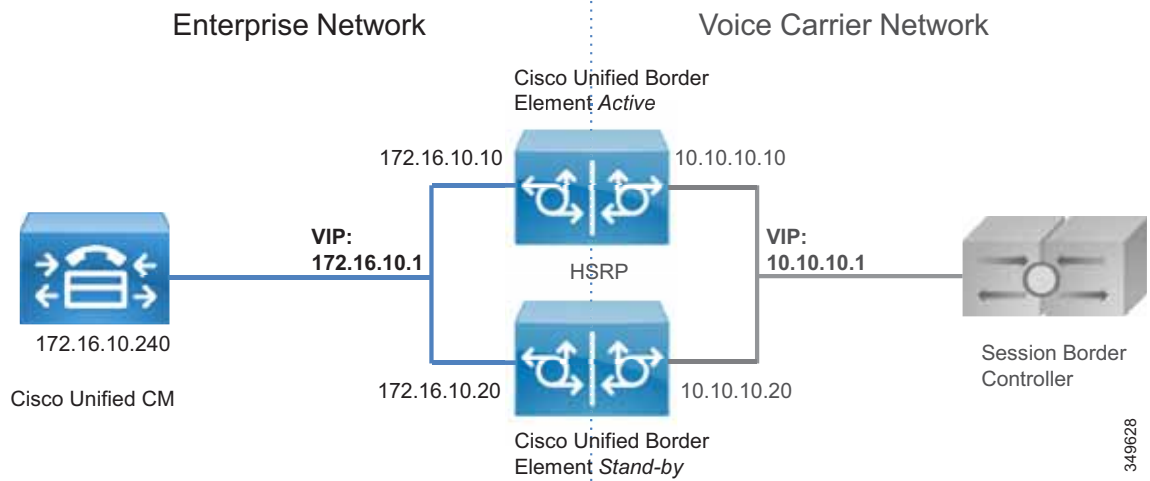 Enterprise Network
Voice Carrier Network
Cisco Unified Border
Element Active
172.16.10.10
10.10.10.10
VIP:
172.16.10.1
HSRP
VIP:
10.10.10.1
172.16.10.240
Cisco Unified CM
Session Border
Controller
172.16.10.20
10.10.10.20
Cisco Unified Border
Element Stand-by
349628